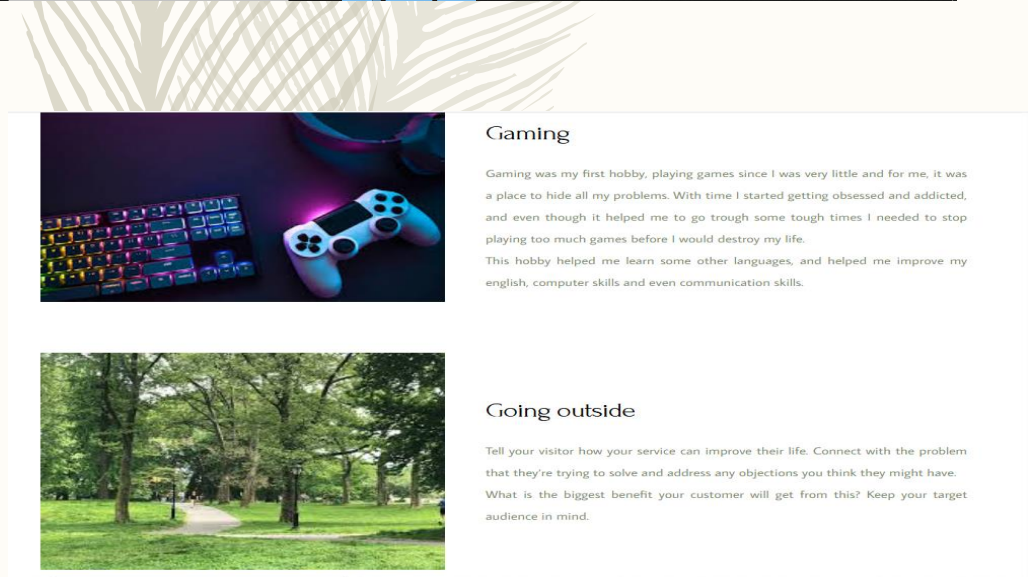 Gaming
Gaming was my first hobby, playing games since I was very little and for me, it was
a place to hide all my problems. With time I started getting obsessed and addicted,
and even though it helped me to go trough some tough times I needed to stop
playing too much games before I would destroy my life.
This hobby helped me learn some other languages, and helped me improve my
english, computer skills and even communication skills.
Going outside
Tell your visitor how your service can improve their life. Connect with the problem
that they're trying to solve and address any objections you think they might have.
What is the biggest benefit your customer will get from this? Keep your target
audience in mind.